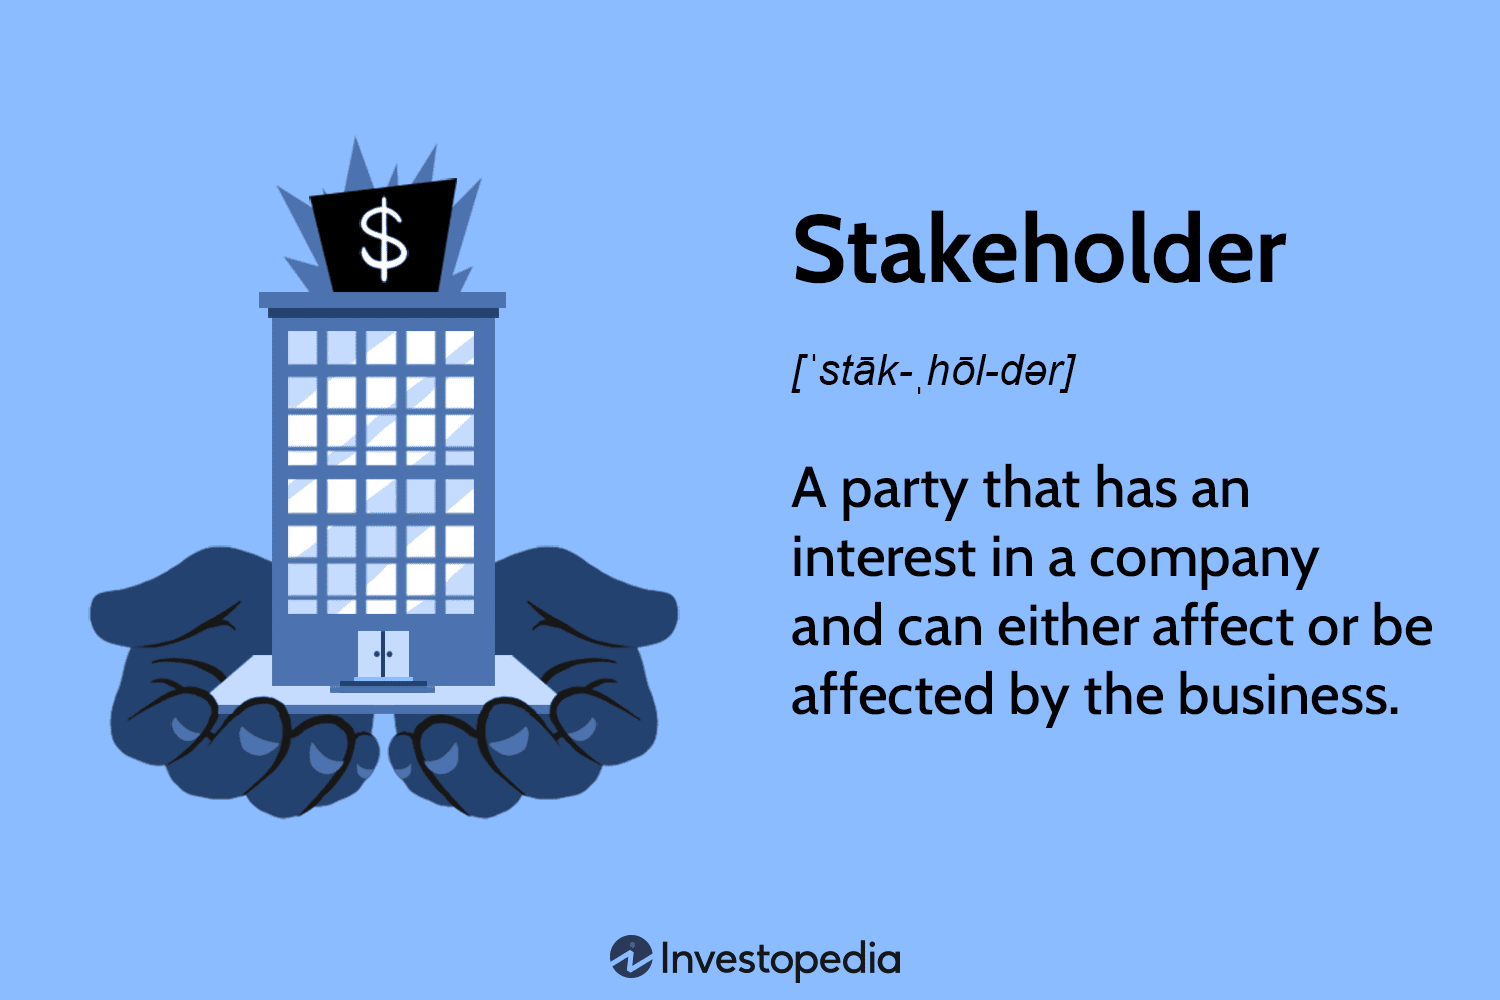 $
Stakeholder
[ˈstāk-ˌhōl-dər]
A party that has an
interest in a company
and can either affect or be
affected by the business.
Investopedia